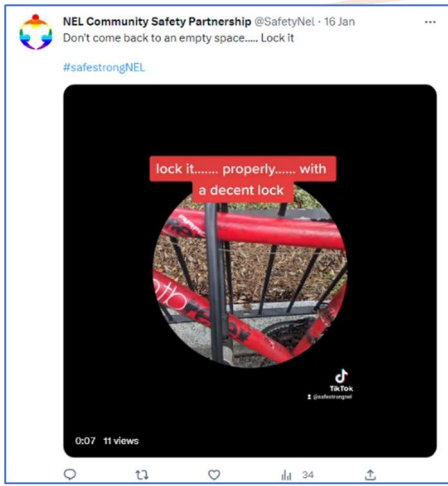 NEL Community Safety Partnership @SafetyNel · 16 Jan
Don't come back to an empty space..... Lock it
#safestrongNEL
lock it....... properly...... with
a decent lock
TikTok
@safestrongnel
0:07 11 views
34